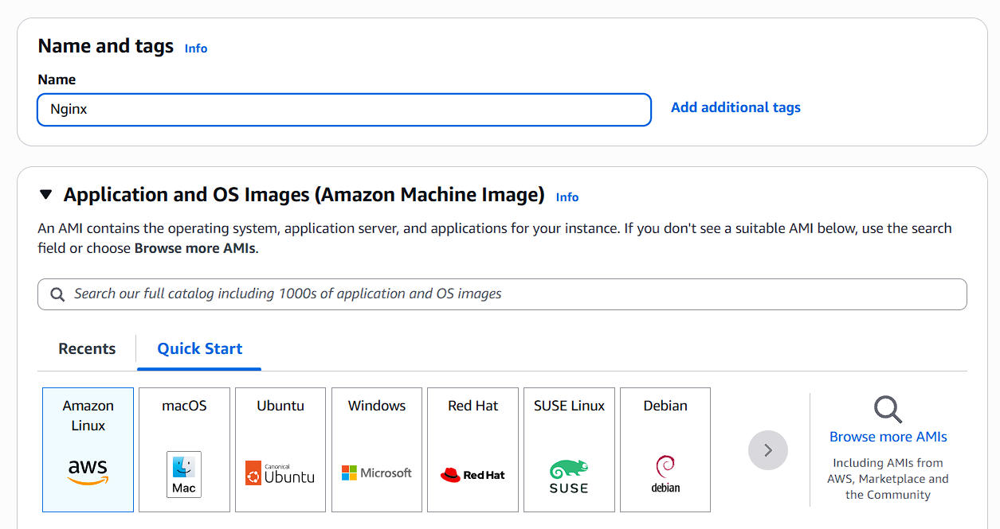 Name and tags Info
Name
Nginx
Add additional tags
Application and OS Images (Amazon Machine Image) Info
An AMI contains the operating system, application server, and applications for your instance. If you don't see a suitable AMI below, use the search
field or choose Browse more AMIs.
Search our full catalog including 1000s of application and OS images
Recents
Quick Start
Amazon
Linux
aws
macOS
Mac
Ubuntu
Canonical
Ubuntu
Windows
Microsoft
Red Hat
Red Hat
SUSE Linux
SUSE
Debian
debian
Browse more AMIs
Including AMIs from
AWS, Marketplace and
the Community